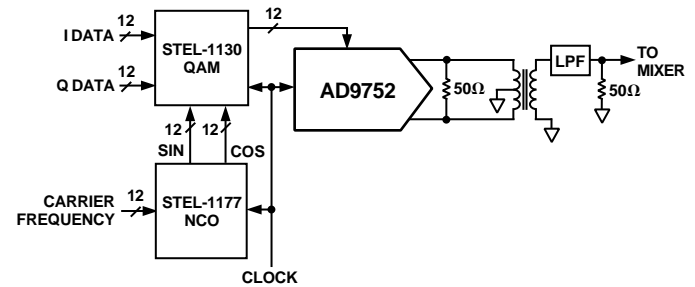 12
I DATA
12
Q DATA
STEL-1130
QAM
12
AD9752
50Ω
LPF
TO
MIXER
50Ω
12
12
SIN
COS
CARRIER
FREQUENCY
12
STEL-1177
NCO
CLOCK